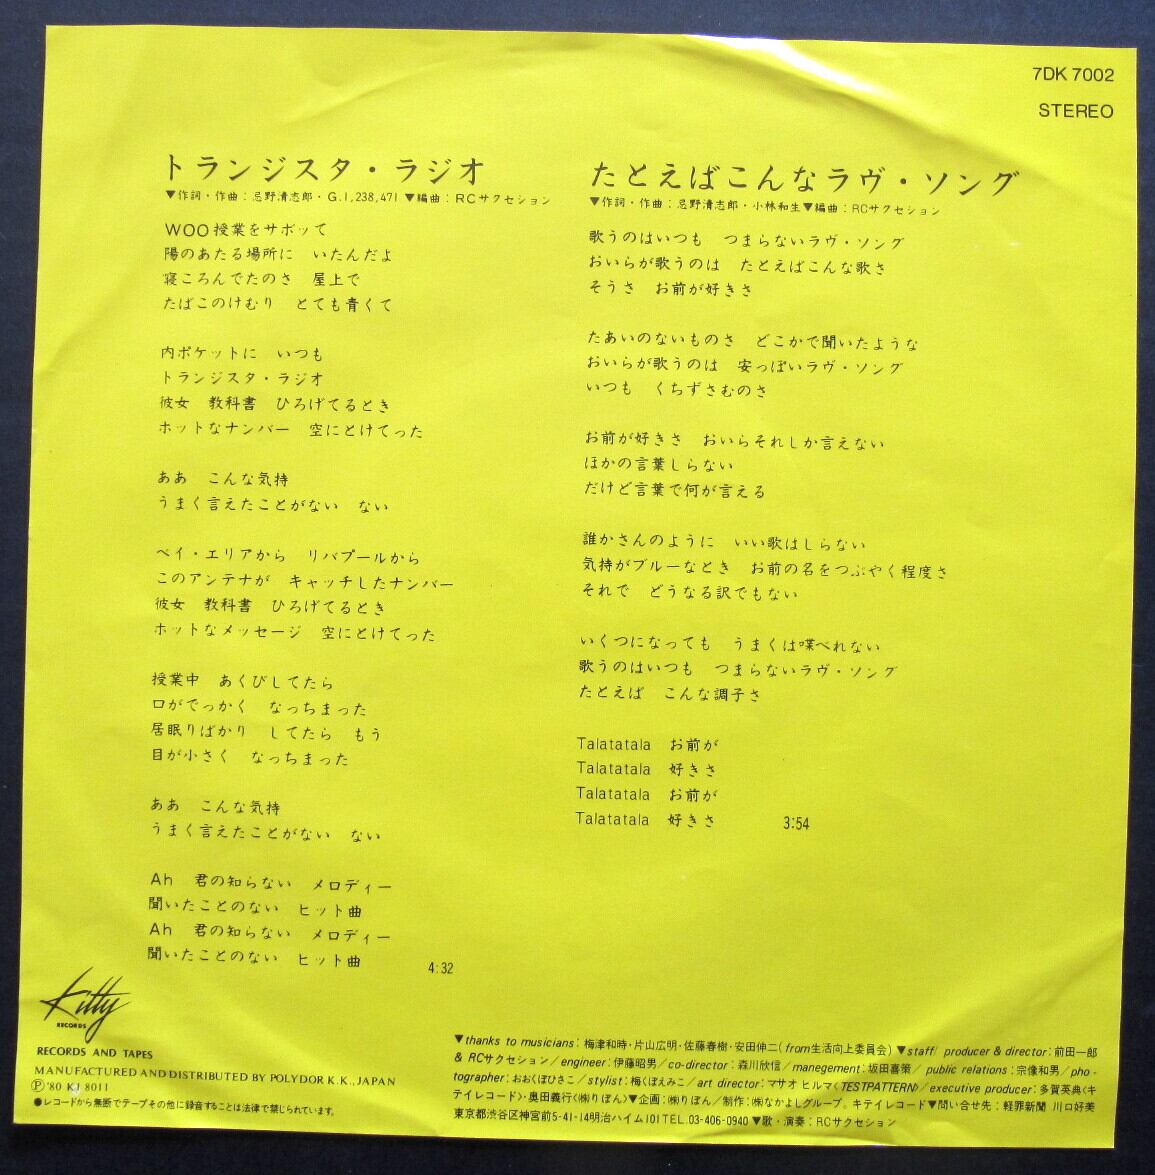 7DK 7002
STEREO
トランジスタ・ラジオ
▼作詞・作曲：忌野清志郎・G.1,238,471 ▼編曲：RCサクセション
WOO 授業をサボッて
陽のあたる場所に　いたんだよ
寝ころんでたのさ　屋上で
たばこのけむり　とても青くて
内ポケットに　いつも
トランジスタ・ラジオ
彼女　教科書　ひろげてるとき
ホットなナンバー　空にとけてった
ああ　こんな気持
うまく言えたことがない　ない
ベイ・エリアから　リバプールから
このアンテナが　キャッチしたナンバー
彼女　教科書　ひろげてるとき
ホットなメッセージ　空にとけてった
授業中　あくびしてたら
口がでっかく　なっちまった
居眠りばかり　してたら　もう
目が小さく　なっちまった
ああ　こんな気持
うまく言えたことがない　ない
Ah　君の知らない　メロディー
聞いたことのない　ヒット曲
Ah　君の知らない　メロディー
聞いたことのない　ヒット曲
4:32
たとえばこんなラヴ・ソング
▼作詞・作曲：忌野清志郎・小林和生▼編曲：RCサクセション
歌うのはいつも　つまらないラヴ・ソング
おいらが歌うのは　たとえばこんな歌さ
そうさ　お前が好きさ
たあいのないものさ　どこかで聞いたような
おいらが歌うのは　安っぽいラヴ・ソング
いつも　くちずさむのさ
お前が好きさ　おいらそれしか言えない
ほかの言葉しらない
だけど言葉で何が言える
誰かさんのように　いい歌はしらない
気持がブルーなとき　お前の名をつぶやく程度さ
それで　どうなる訳でもない
いくつになっても　うまくは喋べれない
歌うのはいつも　つまらないラヴ・ソング
たとえば　こんな調子さ
Talatatala　お前が
Talatatala　好きさ
Talatatala　お前が
Talatatala　好きさ
3:54
Kitty
RECORDS
RECORDS AND TAPES
MANUFACTURED AND DISTRIBUTED BY POLYDOR K.K., JAPAN
Ⓟ'80 KJ 8011
●レコードから無断でテープその他に録音することは法律で禁じられています。
▼thanks to musicians：梅津和時・片山広明・佐藤春樹・安田伸二(from生活向上委員会)▼staff/ producer & director：前田一郎
& RCサクセション／engineer：伊藤昭男／co-director：森川欣信／manegement：坂田喜策／public relations：宗像和男／pho-
tographer：おおくぼひさこ／stylist：梅くぼえみこ／art director：マサオ ヒルマ〈TESTPATTERN〉／executive producer：多賀英典〈キ
テイレコード〉・奥田義行〈㈱りぼん〉▼企画：㈱りぼん／制作：㈱なかよしグループ。キテイレコード▼問い合せ先：軽罪新聞 川口好美
東京都渋谷区神宮前5-41-14明治ハイム101 TEL.03-406-0940 ▼歌・演奏：RCサクセション